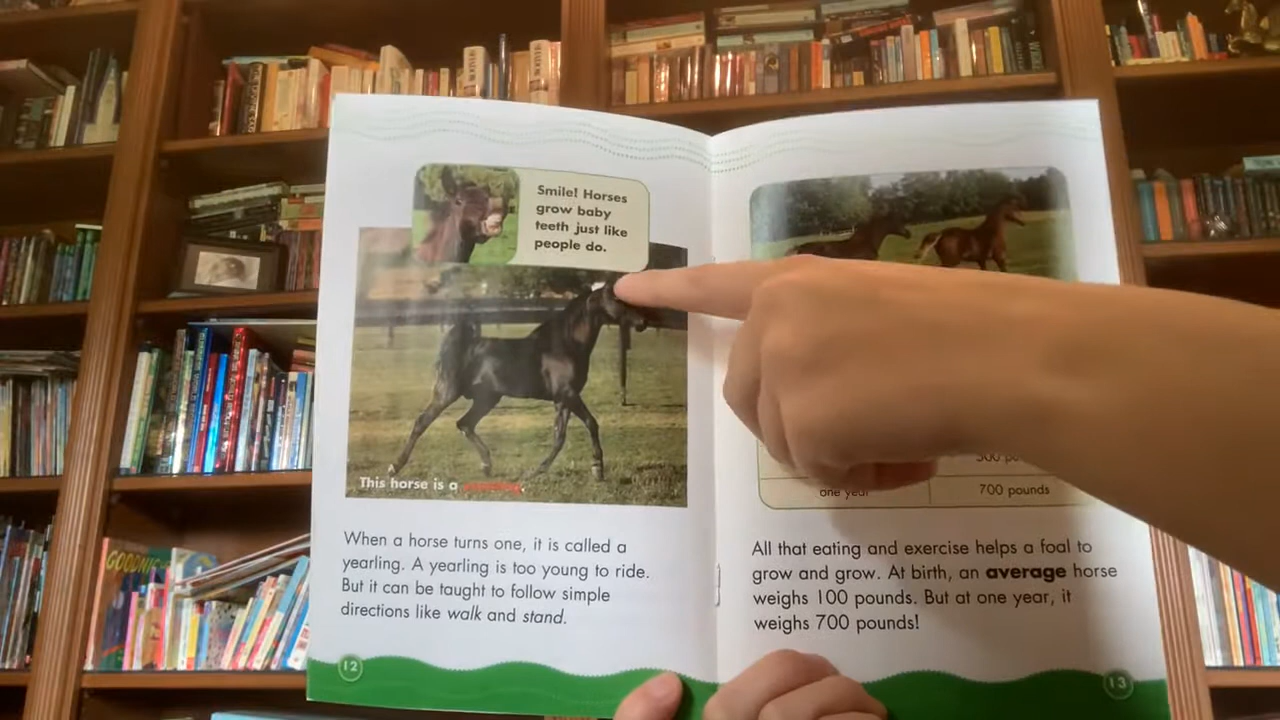 Smile! Horses
grow baby
teeth just like
people do.
This horse is a yearling.
When a horse turns one, it is called a
yearling. A yearling is too young to ride.
But it can be taught to follow simple
directions like walk and stand.
12
one year 700 pounds
All that eating and exercise helps a foal to
grow and grow. At birth, an average horse
weighs 100 pounds. But at one year, it
weighs 700 pounds!
13
GOODNIG